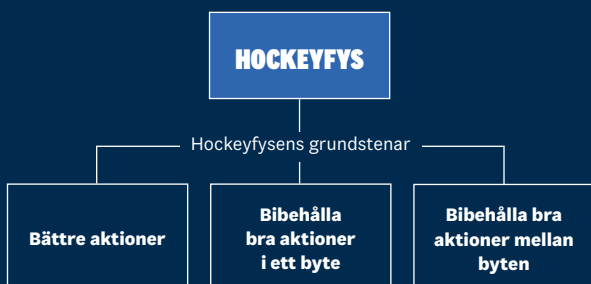 HOCKEYFYS
Hockeyfysens grundstenar
Bättre aktioner
Bibehålla
bra aktioner
i ett byte
Bibehålla bra
aktioner mellan
byten